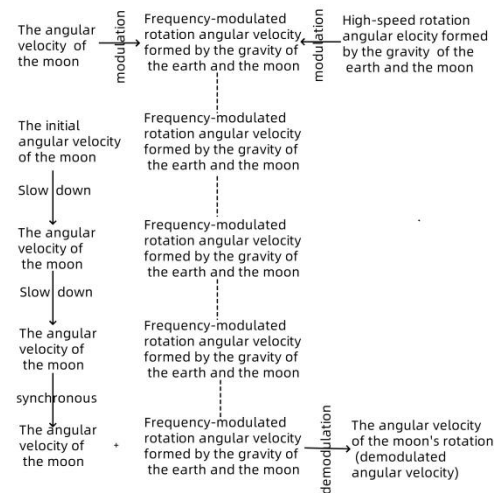 The angular
velocity of
the moon
modulation
Frequency-modulated
rotation angular velocity
formed by the gravity of
the earth and the moon
modulation
High-speed rotation
angular elocity formed
by the gravity of the
earth and the moon
The initial
angular velocity
of the moon
Frequency-modulated
rotation angular velocity
formed by the gravity of
the earth and the moon
Slow down
The angular
velocity of
the moon
Frequency-modulated
rotation angular velocity
formed by the gravity of
the earth and the moon
Slow down
The angular
velocity of
the moon
Frequency-modulated
rotation angular velocity
formed by the gravity of
the earth and the moon
synchronous
The angular
velocity of
the moon
+
Frequency-modulated
rotation angular velocity
formed by the gravity of
the earth and the moon
demodulation
The angular velocity
of the moon's rotation
(demodulated
angular velocity)